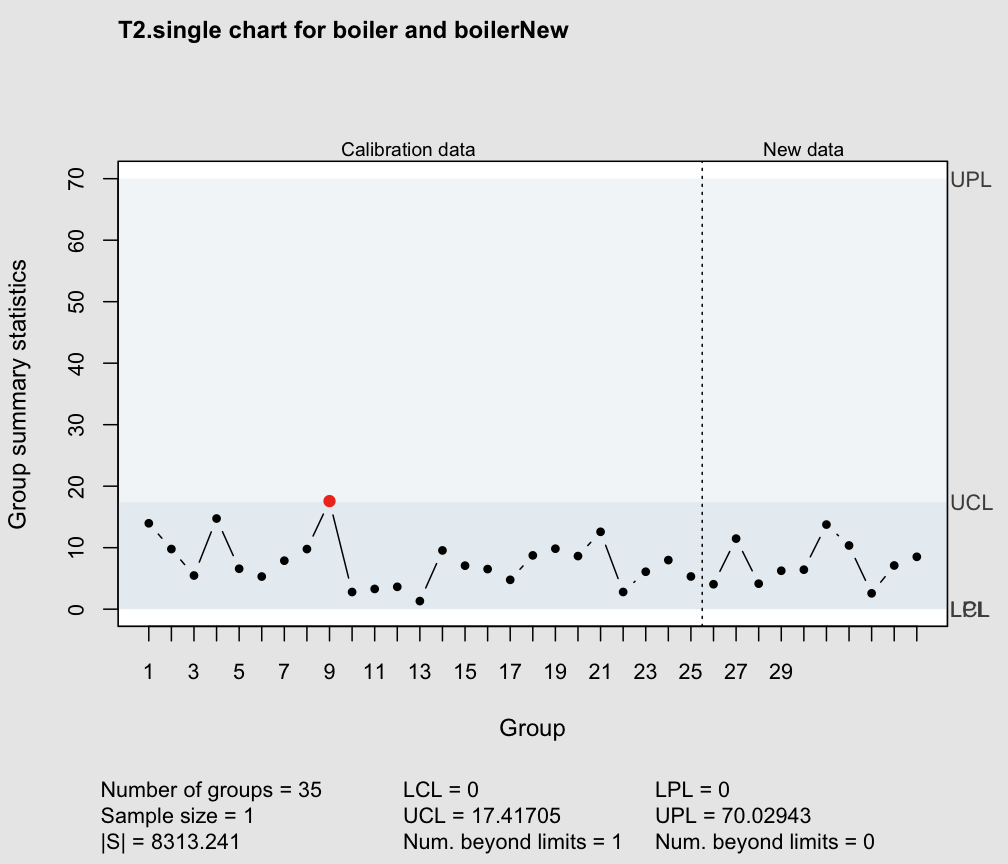 T2.single chart for boiler and boilerNew
Calibration data New data
70
60
50
40
30
20
10
0
Group summary statistics
UPL
UCL
1 3 5 7 9 11 13 15 17 19 21 23 25 27 29
Group
Number of groups = 35 LCL = 0 LPL = 0
Sample size = 1 UCL = 17.41705 UPL = 70.02943
|S| = 8313.241 Num. beyond limits = 1 Num. beyond limits = 0